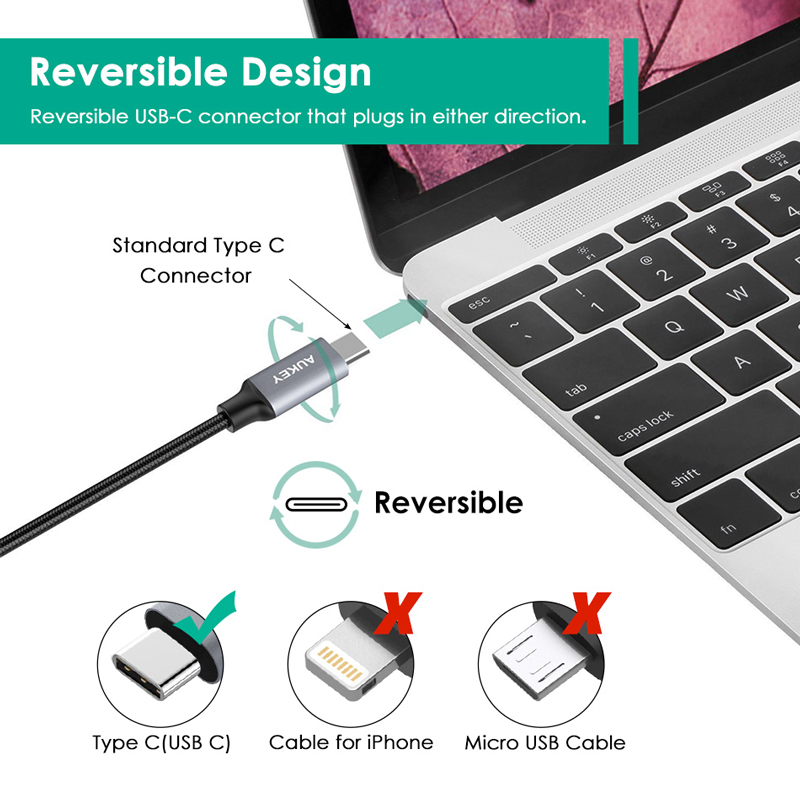 Reversible Design
Reversible USB-C connector that plugs in either direction.
Standard Type C
Connector
AUKEY
Reversible
Type C(USB C)
Cable for iPhone
Micro USB Cable
esc
F1
F2
F3
F4
~
`
!
1
@
2
#
3
$
4
tab
Q
W
caps lock
A
shift
fn